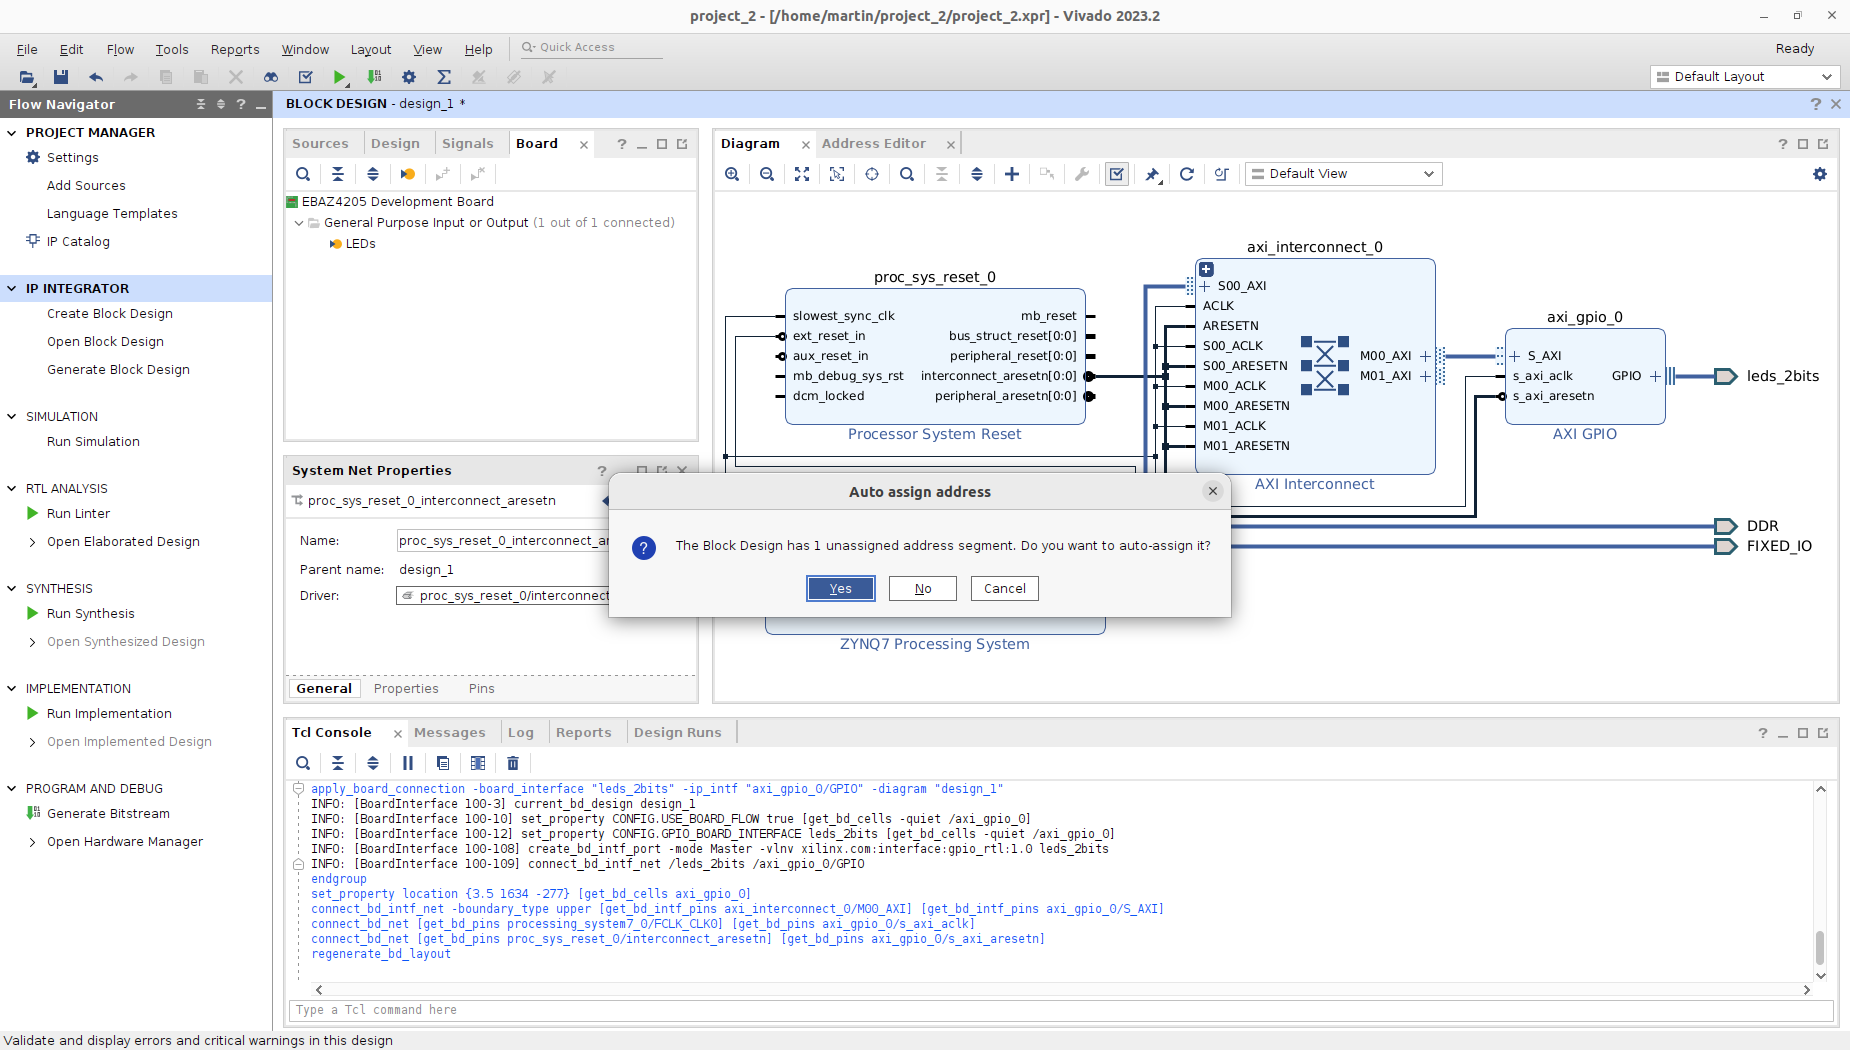 project_2 - [/home/martin/project_2/project_2.xpr] - Vivado 2023.2
File Edit Flow Tools Reports Window Layout View Help Quick Access Ready
Default Layout
Flow Navigator
PROJECT MANAGER
Settings
Add Sources
Language Templates
IP Catalog
IP INTEGRATOR
Create Block Design
Open Block Design
Generate Block Design
SIMULATION
Run Simulation
RTL ANALYSIS
Run Linter
Open Elaborated Design
SYNTHESIS
Run Synthesis
Open Synthesized Design
IMPLEMENTATION
Run Implementation
Open Implemented Design
PROGRAM AND DEBUG
Generate Bitstream
Open Hardware Manager
BLOCK DESIGN - design_1 *
Sources Design Signals Board
EBAZ4205 Development Board
General Purpose Input or Output (1 out of 1 connected)
LEDs
System Net Properties
proc_sys_reset_0_interconnect_aresetn
Name: proc_sys_reset_0_interconnect_ar
Parent name: design_1
Driver: proc_sys_reset_0/interconnect
General Properties Pins
Diagram Address Editor
Default View
proc_sys_reset_0
slowest_sync_clk
ext_reset_in
aux_reset_in
mb_debug_sys_rst
dcm_locked
mb_reset
bus_struct_reset[0:0]
peripheral_reset[0:0]
interconnect_aresetn[0:0]
peripheral_aresetn[0:0]
Processor System Reset
axi_interconnect_0
S00_AXI
ACLK
ARESETN
S00_ACLK
S00_ARESETN
M00_ACLK
M00_ARESETN
M01_ACLK
M01_ARESETN
M00_AXI
M01_AXI
AXI Interconnect
axi_gpio_0
S_AXI
s_axi_aclk
s_axi_aresetn
GPIO
AXI GPIO
leds_2bits
DDR
FIXED_IO
ZYNQ7 Processing System
Auto assign address
The Block Design has 1 unassigned address segment. Do you want to auto-assign it?
Yes No Cancel
Tcl Console Messages Log Reports Design Runs
apply_board_connection -board_interface "leds_2bits" -ip_intf "axi_gpio_0/GPIO" -diagram "design_1"
INFO: [BoardInterface 100-3] current_bd_design design_1
INFO: [BoardInterface 100-10] set_property CONFIG.USE_BOARD_FLOW true [get_bd_cells -quiet /axi_gpio_0]
INFO: [BoardInterface 100-12] set_property CONFIG.GPIO_BOARD_INTERFACE leds_2bits [get_bd_cells -quiet /axi_gpio_0]
INFO: [BoardInterface 100-108] create_bd_intf_port -mode Master -vlnv xilinx.com:interface:gpio_rtl:1.0 leds_2bits
INFO: [BoardInterface 100-109] connect_bd_intf_net /leds_2bits /axi_gpio_0/GPIO
endgroup
set_property location {3.5 1634 -277} [get_bd_cells axi_gpio_0]
connect_bd_intf_net -boundary_type upper [get_bd_intf_pins axi_interconnect_0/M00_AXI] [get_bd_intf_pins axi_gpio_0/S_AXI]
connect_bd_net [get_bd_pins processing_system7_0/FCLK_CLK0] [get_bd_pins axi_gpio_0/s_axi_aclk]
connect_bd_net [get_bd_pins proc_sys_reset_0/interconnect_aresetn] [get_bd_pins axi_gpio_0/s_axi_aresetn]
regenerate_bd_layout
Type a Tcl command here
Validate and display errors and critical warnings in this design